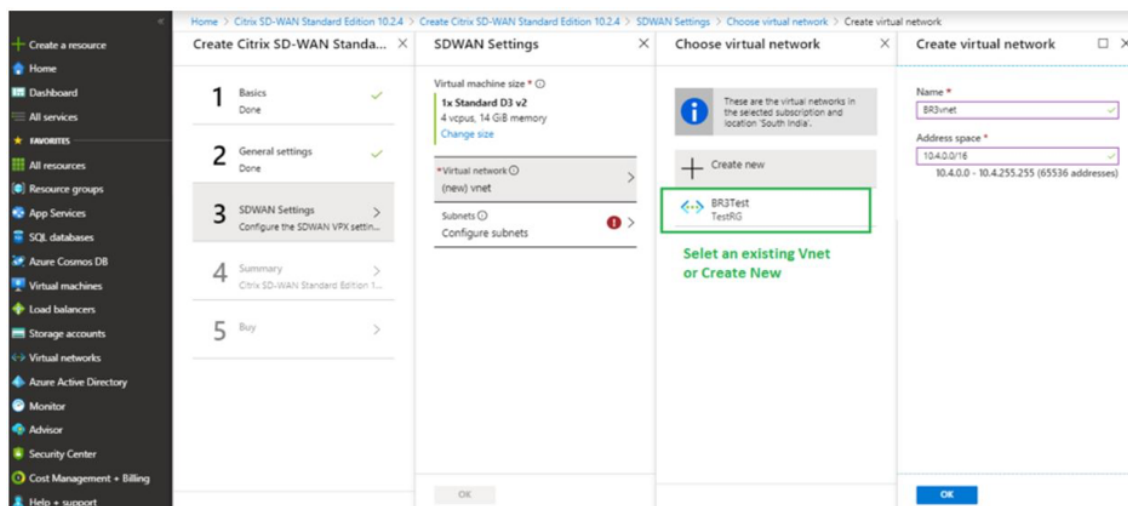 Home > Citrix SD-WAN Standard Edition 10.2.4 > Create Citrix SD-WAN Standard Edition 10.2.4 > SDWAN Settings > Choose virtual network > Create virtual network
Create a resource
Home
Dashboard
All services
FAVORITES
All resources
Resource groups
App Services
SQL databases
Azure Cosmos DB
Virtual machines
Load balancers
Storage accounts
Virtual networks
Azure Active Directory
Monitor
Advisor
Security Center
Cost Management + Billing
Help + support
Create Citrix SD-WAN Standa...
1 Basics
Done
2 General settings
Done
3 SDWAN Settings
Configure the SDWAN VPX settin...
4 Summary
Citrix SD-WAN Standard Edition 1...
5 Buy
SDWAN Settings
Virtual machine size *
1x Standard D3 v2
4 vcpus, 14 GiB memory
Change size
*Virtual network
(new) vnet
Subnets
Configure subnets
OK
Choose virtual network
These are the virtual networks in
the selected subscription and
location 'South India'.
Create new
BR3Test
TestRG
Selet an existing Vnet
or Create New
Create virtual network
Name *
BR3vnet
Address space *
10.4.0.0/16
10.4.0.0 - 10.4.255.255 (65536 addresses)
OK